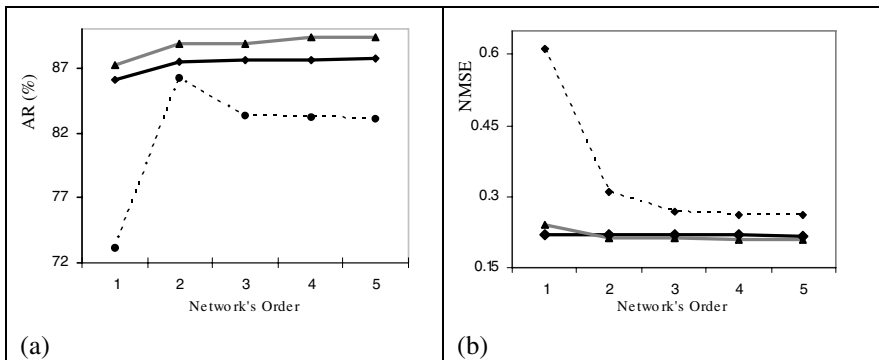 87
82
77
72
AR (%)
1 2 3 4 5
Network's Order
(a)
0.6
0.45
0.3
0.15
NMSE
1 2 3 4 5
Network's Order
(b)